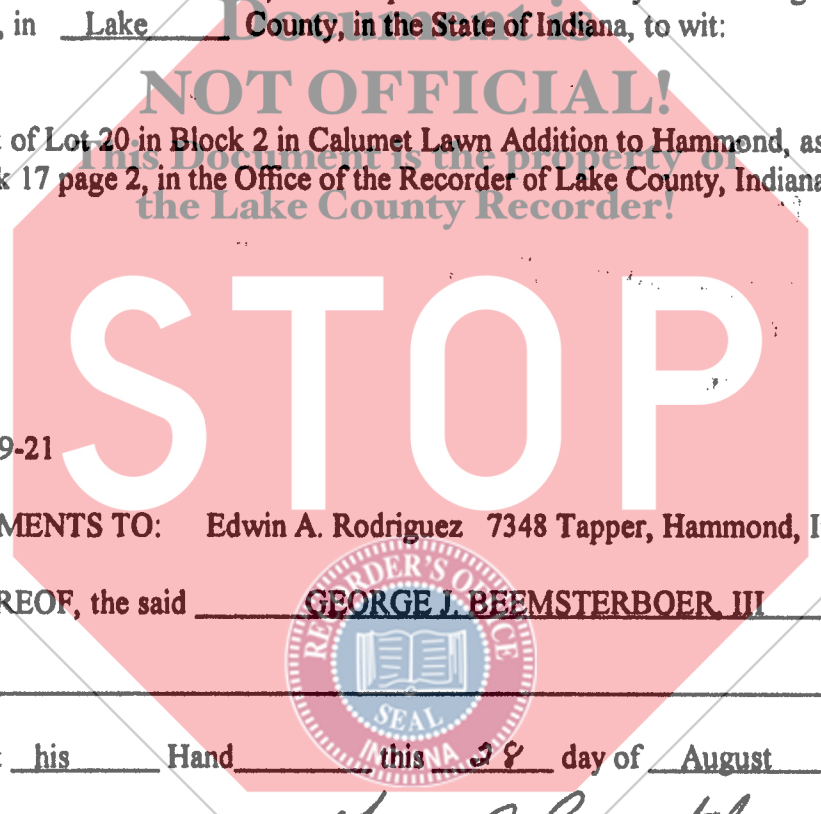 , in Lake County, in the State of Indiana, to wit:
Document is
NOT OFFICIAL!
of Lot 20 in Block 2 in Calumet Lawn Addition to Hammond, as
This Document is the property of
k 17 page 2, in the Office of the Recorder of Lake County, Indiana
the Lake County Recorder!
STOP
9-21
MENTS TO: Edwin A. Rodriguez 7348 Tapper, Hammond, I
REOF, the said GEORGE J. BEEMSTERBOER, III
RECORDER'S OFFICE
SEAL
INDIANA
his Hand this 28 day of August